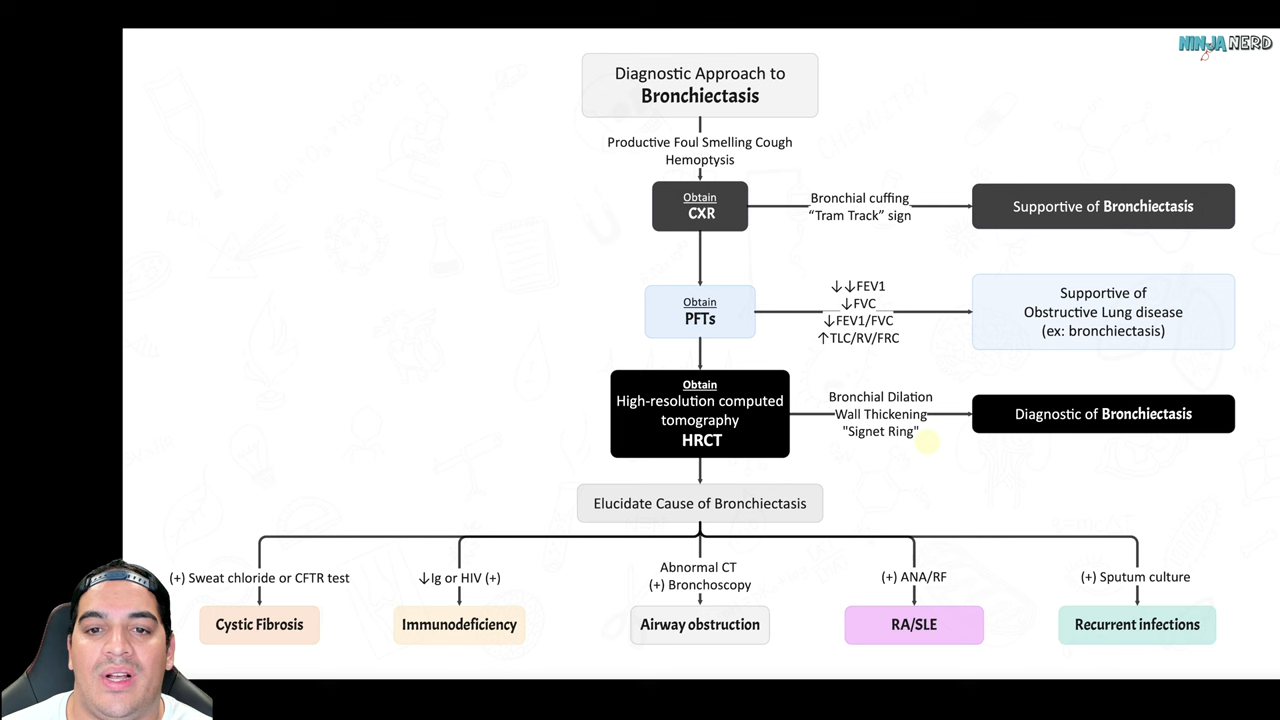 NINJA NERD
Diagnostic Approach to
Bronchiectasis
Productive Foul Smelling Cough
Hemoptysis
Obtain
CXR
Bronchial cuffing
“Tram Track” sign
Supportive of Bronchiectasis
Obtain
PFTs
↓↓FEV1
↓FVC
↓FEV1/FVC
↑TLC/RV/FRC
Supportive of
Obstructive Lung disease
(ex: bronchiectasis)
Obtain
High-resolution computed
tomography
HRCT
Bronchial Dilation
Wall Thickening
"Signet Ring"
Diagnostic of Bronchiectasis
Elucidate Cause of Bronchiectasis
(+) Sweat chloride or CFTR test
Cystic Fibrosis
↓Ig or HIV (+)
Immunodeficiency
Abnormal CT
(+) Bronchoscopy
Airway obstruction
(+) ANA/RF
RA/SLE
(+) Sputum culture
Recurrent infections